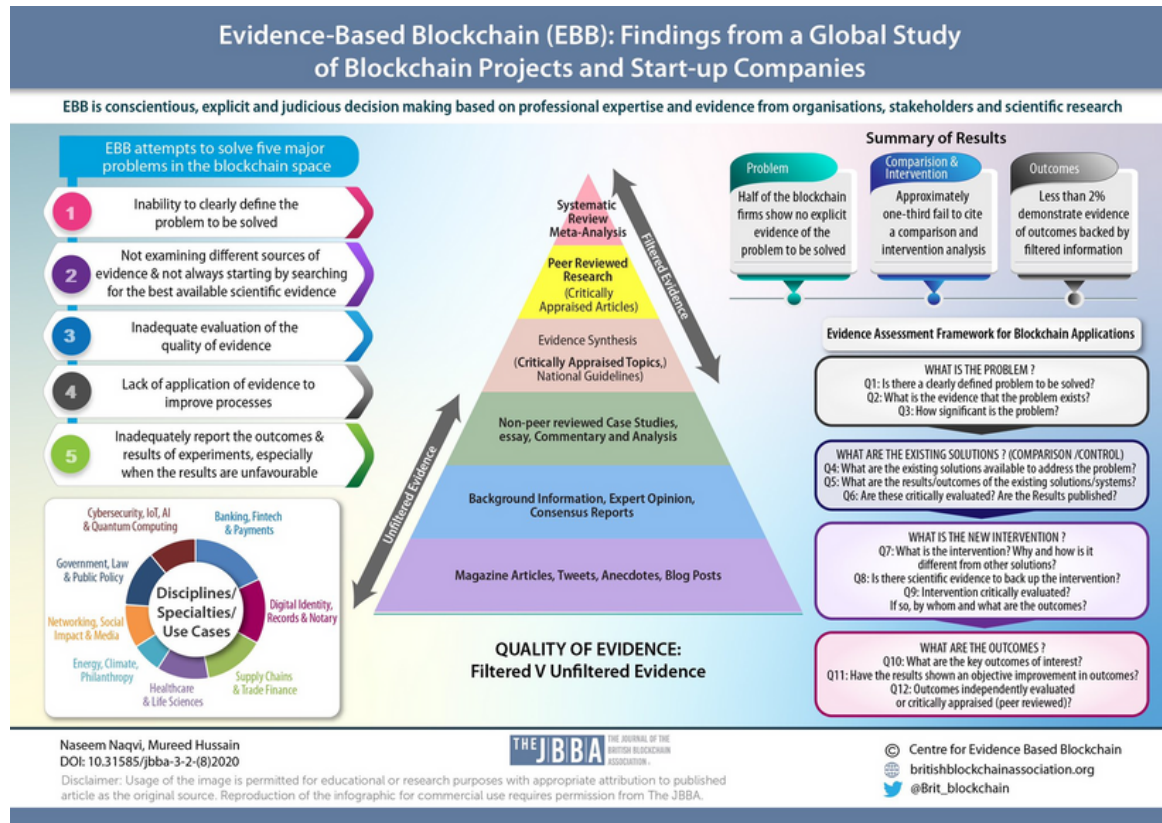 Evidence-Based Blockchain (EBB): Findings from a Global Study
of Blockchain Projects and Start-up Companies
EBB is conscientious, explicit and judicious decision making based on professional expertise and evidence from organisations, stakeholders and scientific research
EBB attempts to solve five major
problems in the blockchain space
1
Inability to clearly define the
problem to be solved
2
Not examining different sources of
evidence & not always starting by searching
for the best available scientific evidence
3
Inadequate evaluation of the
quality of evidence
4
Lack of application of evidence to
improve processes
5
Inadequately report the outcomes &
results of experiments, especially
when the results are unfavourable
Cybersecurity, IoT, AI
& Quantum Computing
Banking, Fintech
& Payments
Government, Law
& Public Policy
Digital Identity,
Records & Notary
Networking, Social
Impact & Media
Energy, Climate,
Philanthropy
Healthcare
& Life Sciences
Supply Chains
& Trade Finance
Disciplines/
Specialties/
Use Cases
Systematic
Review
Meta-Analysis
Peer Reviewed
Research
(Critically
Appraised Articles)
Evidence Synthesis
(Critically Appraised Topics,)
National Guidelines)
Non-peer reviewed Case Studies,
essay, Commentary and Analysis
Background Information, Expert Opinion,
Consensus Reports
Magazine Articles, Tweets, Anecdotes, Blog Posts
Filtered Evidence
Unfiltered Evidence
QUALITY OF EVIDENCE:
Filtered V Unfiltered Evidence
Summary of Results
Problem
Half of the blockchain
firms show no explicit
evidence of the
problem to be solved
Comparision &
Intervention
Approximately
one-third fail to cite
a comparison and
intervention analysis
Outcomes
Less than 2%
demonstrate evidence
of outcomes backed by
filtered information
Evidence Assessment Framework for Blockchain Applications
WHAT IS THE PROBLEM ?
Q1: Is there a clearly defined problem to be solved?
Q2: What is the evidence that the problem exists?
Q3: How significant is the problem?
WHAT ARE THE EXISTING SOLUTIONS ? (COMPARISON /CONTROL)
Q4: What are the existing solutions available to address the problem?
Q5: What are the results/outcomes of the existing solutions/systems?
Q6: Are these critically evaluated? Are the Results published?
WHAT IS THE NEW INTERVENTION ?
Q7: What is the intervention? Why and how is it
different from other solutions?
Q8: Is there scientific evidence to back up the intervention?
Q9: Intervention critically evaluated?
If so, by whom and what are the outcomes?
WHAT ARE THE OUTCOMES ?
Q10: What are the key outcomes of interest?
Q11: Have the results shown an objective improvement in outcomes?
Q12: Outcomes independently evaluated
or critically appraised (peer reviewed)?
Naseem Naqvi, Mureed Hussain
DOI: 10.31585/jbba-3-2-(8)2020
Disclaimer: Usage of the image is permitted for educational or research purposes with appropriate attribution to published
article as the original source. Reproduction of the infographic for commercial use requires permission from The JBBA.
THE JBBA
THE JOURNAL OF THE
BRITISH BLOCKCHAIN
ASSOCIATION.
© Centre for Evidence Based Blockchain
britishblockchainassociation.org
@Brit_blockchain